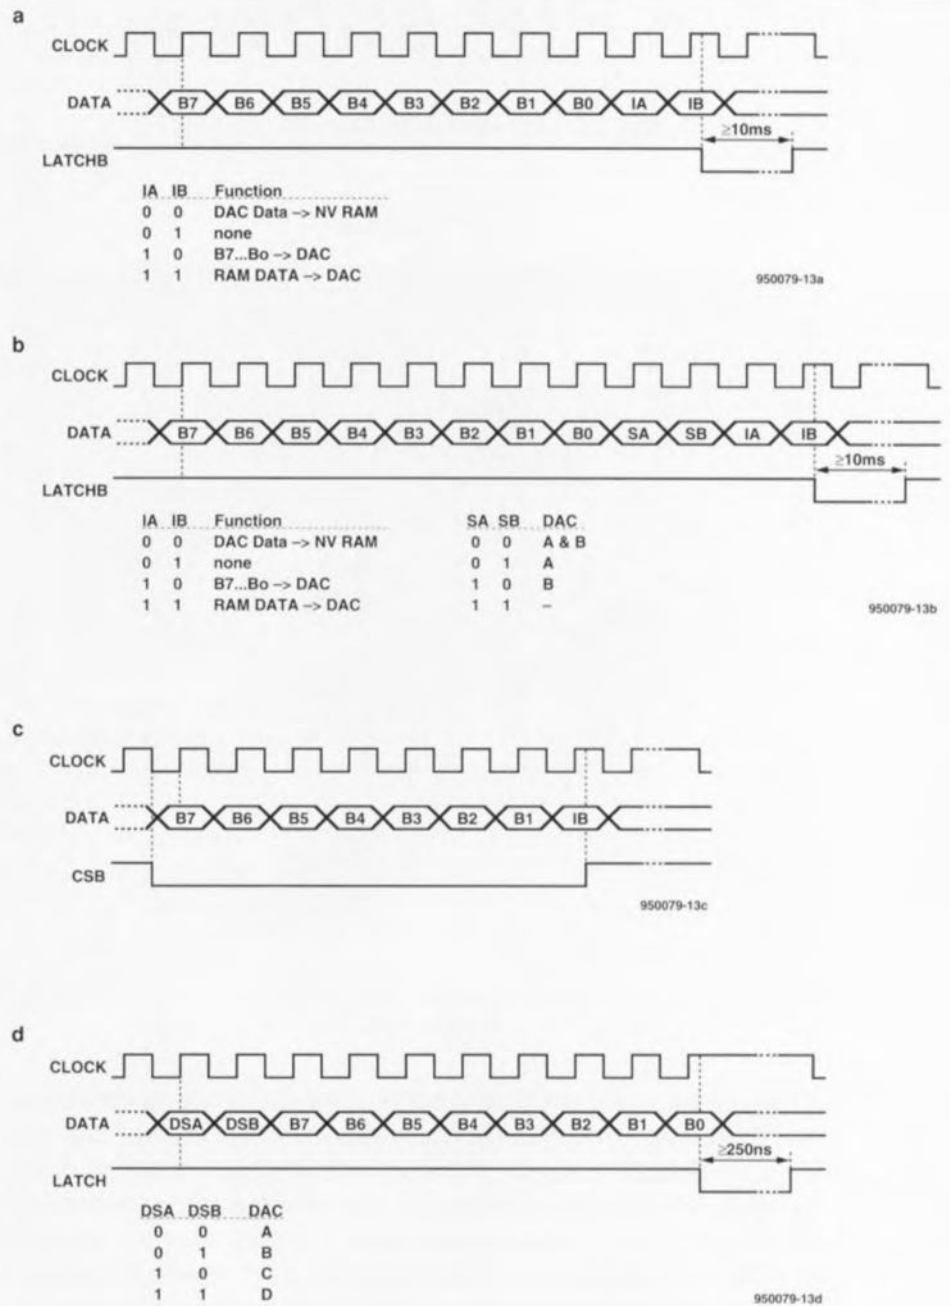 a
CLOCK
DATA B7 B6 B5 B4 B3 B2 B1 B0 IA IB
≥10ms
LATCHB
IA IB Function
0 0 DAC Data –> NV RAM
0 1 none
1 0 B7...Bo –> DAC
1 1 RAM DATA –> DAC
950079-13a
b
CLOCK
DATA B7 B6 B5 B4 B3 B2 B1 B0 SA SB IA IB
≥10ms
LATCHB
IA IB Function SA SB DAC
0 0 DAC Data –> NV RAM 0 0 A & B
0 1 none 0 1 A
1 0 B7...Bo –> DAC 1 0 B
1 1 RAM DATA –> DAC 1 1 –
950079-13b
c
CLOCK
DATA B7 B6 B5 B4 B3 B2 B1 IB
CSB
950079-13c
d
CLOCK
DATA DSA DSB B7 B6 B5 B4 B3 B2 B1 B0
≥250ns
LATCH
DSA DSB DAC
0 0 A
0 1 B
1 0 C
1 1 D
950079-13d